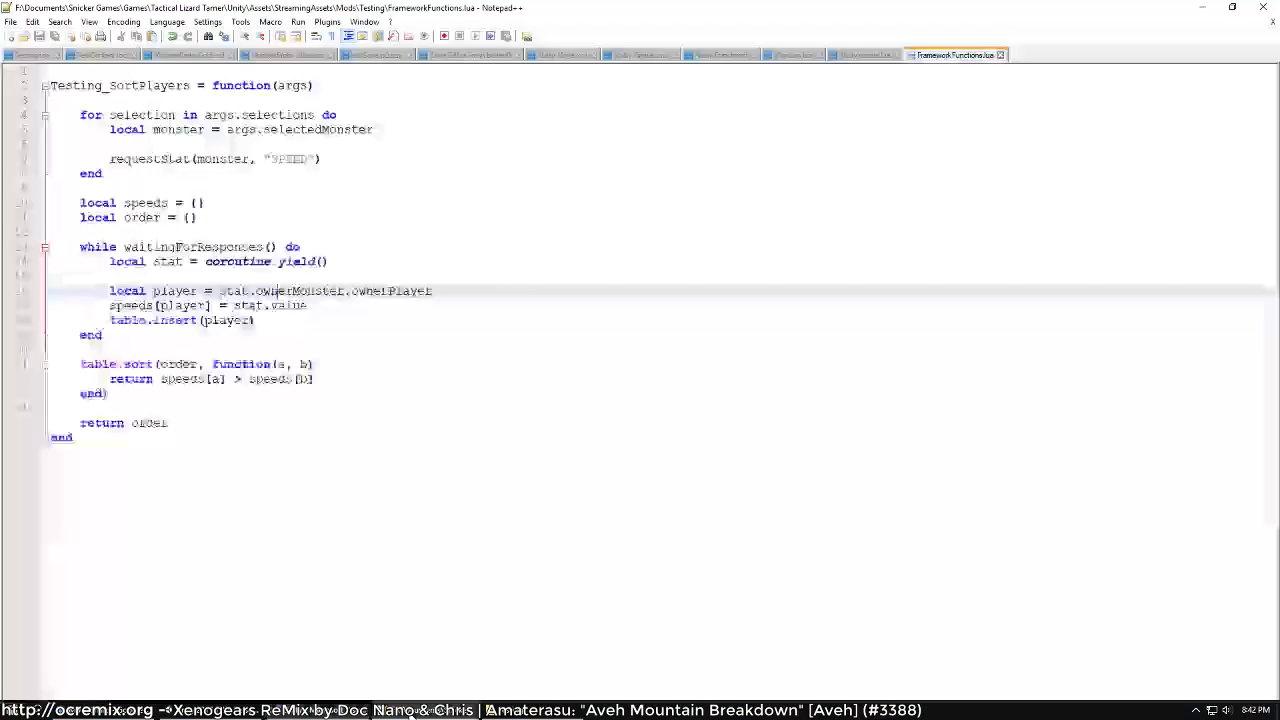 F:\Documents\Snicker Games\Games\Tactical Lizard Tamer\Unity\Assets\StreamingAssets\Mods\Testing\FrameworkFunctions.lua - Notepad++
File Edit Search View Encoding Language Settings Tools Macro Run Plugins Window ?
FrameworkFunctions.lua
Testing_SortPlayers = function(args)
for selection in args.selections do
local monster = args.selectedMonster
requestStat(monster, "SPEED")
end
local speeds = {}
local order = {}
while waitingForResponses() do
local stat = coroutine.yield()
local player = stat.ownerMonster.ownerPlayer
speeds[player] = stat.value
table.insert(player)
end
table.sort(order, function(a, b)
return speeds[a] > speeds[b]
end)
return order
end
http://ocremix.org - Xenogears ReMix by Doc Nano & Chris | Amaterasu: "Aveh Mountain Breakdown" [Aveh] (#3388)
8:42 PM